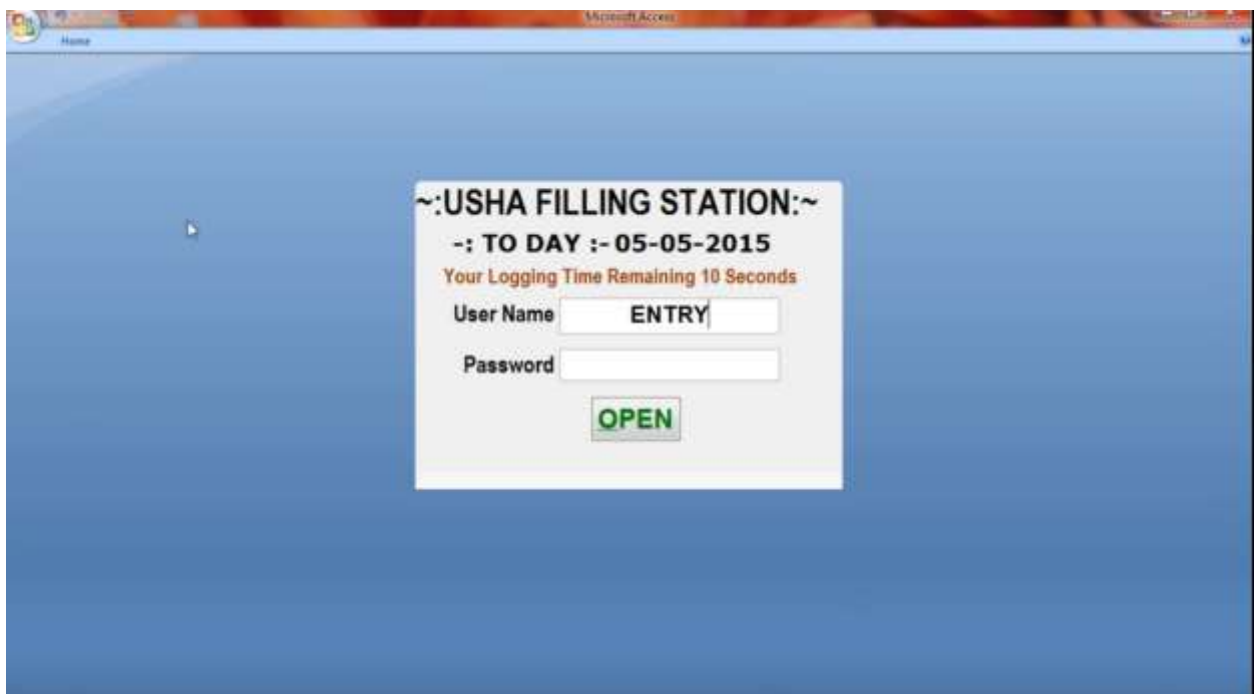 Microsoft Access
Home
~:USHA FILLING STATION:~
-: TO DAY :- 05-05-2015
Your Logging Time Remaining 10 Seconds
User Name ENTRY
Password
OPEN